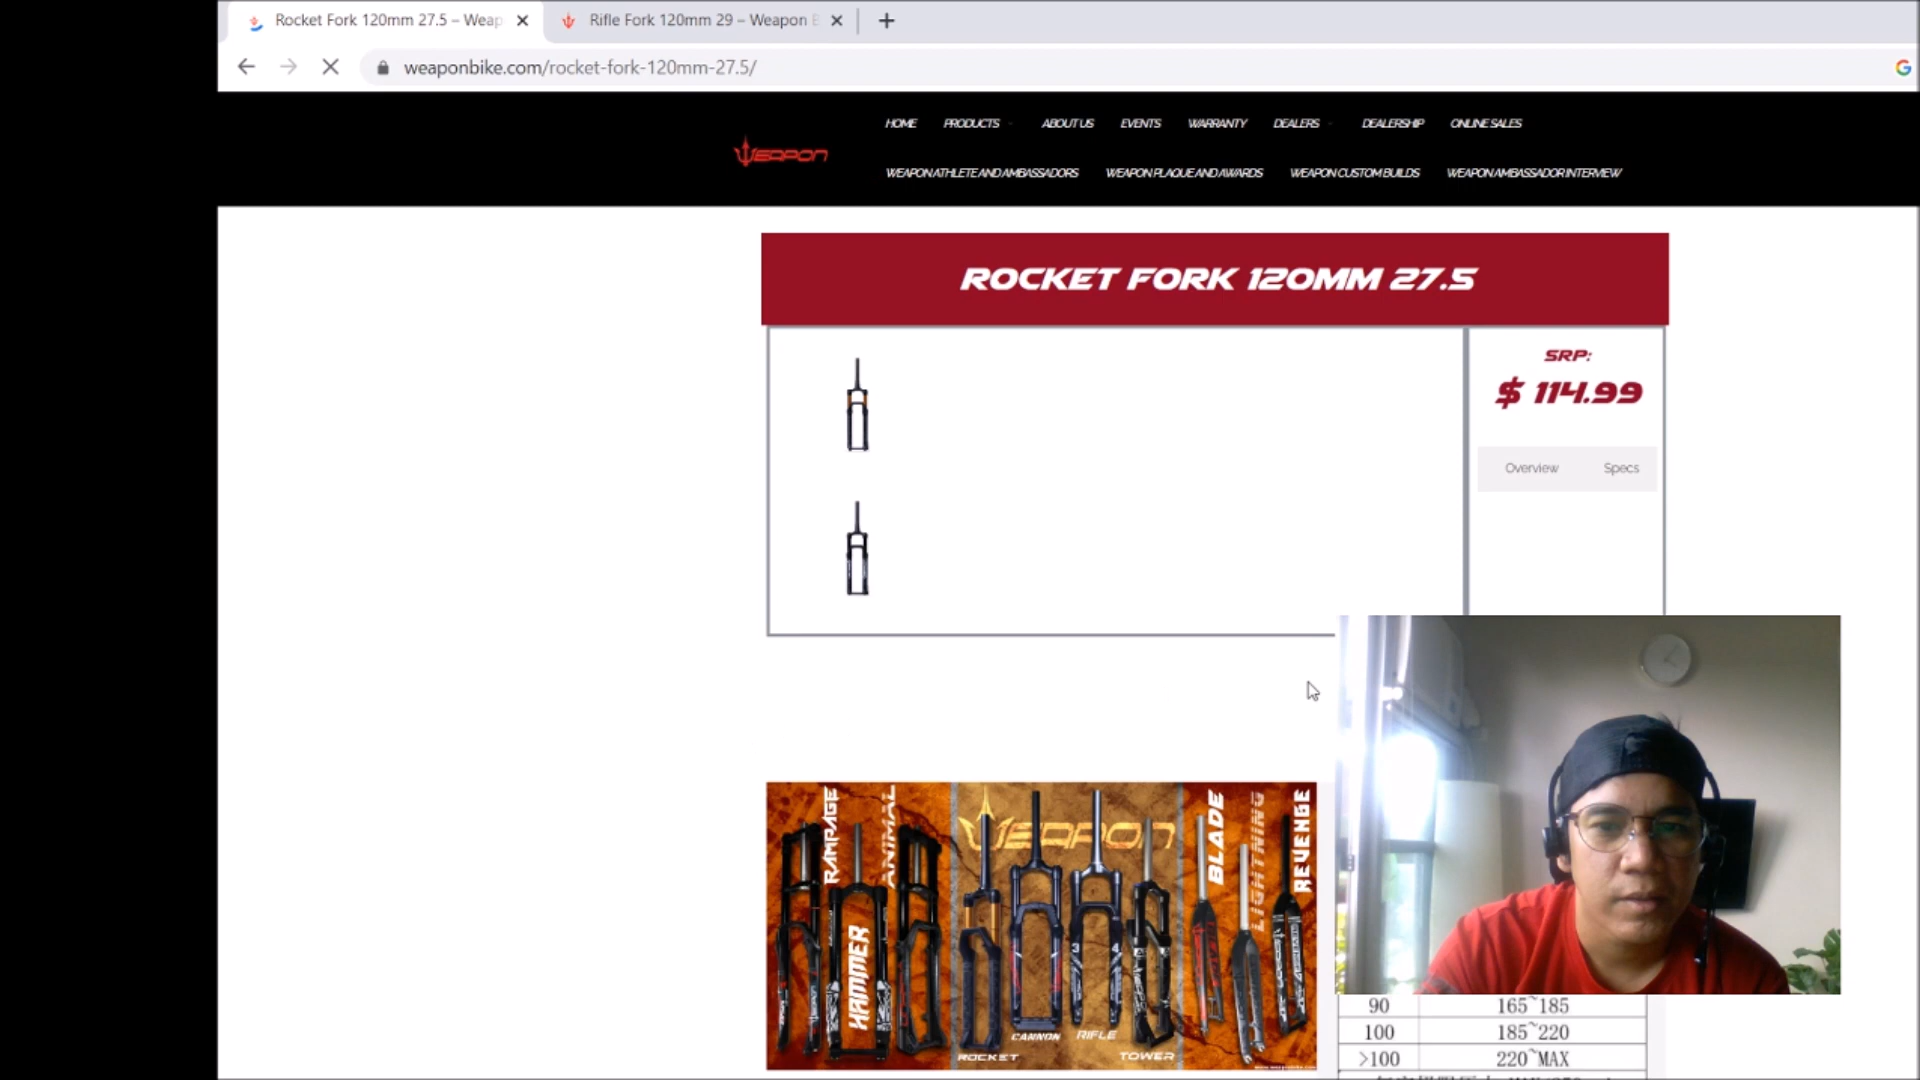 Rocket Fork 120mm 27.5 – Weap
Rifle Fork 120mm 29 – Weapon B
weaponbike.com/rocket-fork-120mm-27.5/
HOME PRODUCTS ABOUT US EVENTS WARRANTY DEALERS DEALERSHIP ONLINE SALES
WEAPON
WEAPON ATHLETE AND AMBASSADORS WEAPON PLAQUE AND AWARDS WEAPON CUSTOM BUILDS WEAPON AMBASSADOR INTERVIEW
ROCKET FORK 120MM 27.5
SRP:
$ 114.99
Overview Specs
RAMPAGE
ANIMAL
HAMMER
WEAPON
ROCKET
CANNON
RIFLE
TOWER
BLADE
REVENGE
90 165~185
100 185~220
>100 220~MAX